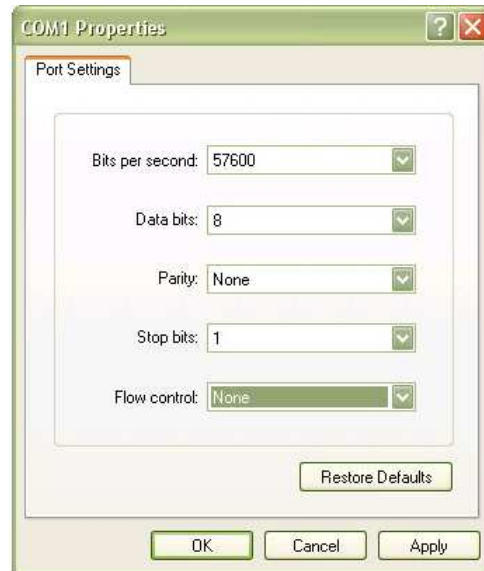 COM1 Properties
Port Settings
Bits per second: 57600
Data bits: 8
Parity: None
Stop bits: 1
Flow control: None
Restore Defaults
OK Cancel Apply